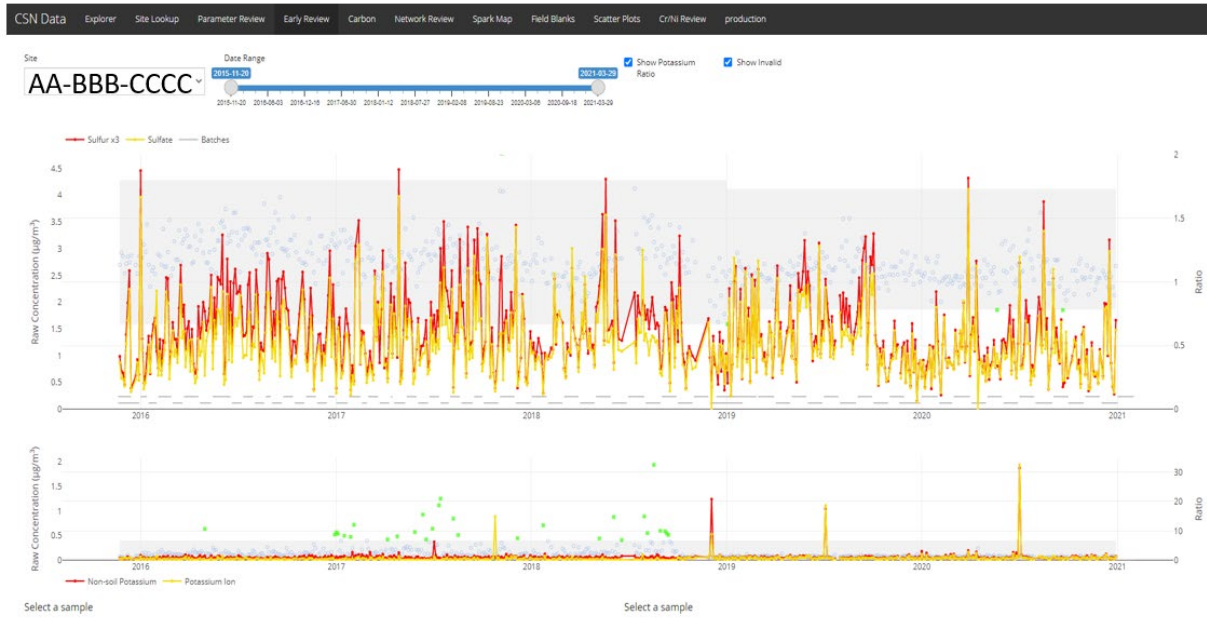 CSN Data Explorer Site Lookup Parameter Review Early Review Carbon Network Review Spark Map Field Blanks Scatter Plots Cr/Ni Review production
Site
AA-BBB-CCCC
Date Range
2015-11-20 2021-03-29
2015-11-20 2016-06-03 2016-12-16 2017-06-30 2018-01-12 2018-07-27 2019-02-08 2019-08-23 2020-03-06 2020-09-18 2021-03-29
Show Potassium
Ratio
Show Invalid
Sulfur x3 Sulfate Batches
Raw Concentration (μg/m³)
4.5
4
3.5
3
2.5
2
1.5
1
0.5
0
2016 2017 2018 2019 2020 2021
2
1.5
1
0.5
0
Ratio
Raw Concentration (μg/m³)
2
1.5
1
0.5
0
2016 2017 2018 2019 2020 2021
30
20
10
0
Ratio
Non-soil Potassium Potassium Ion
Select a sample Select a sample